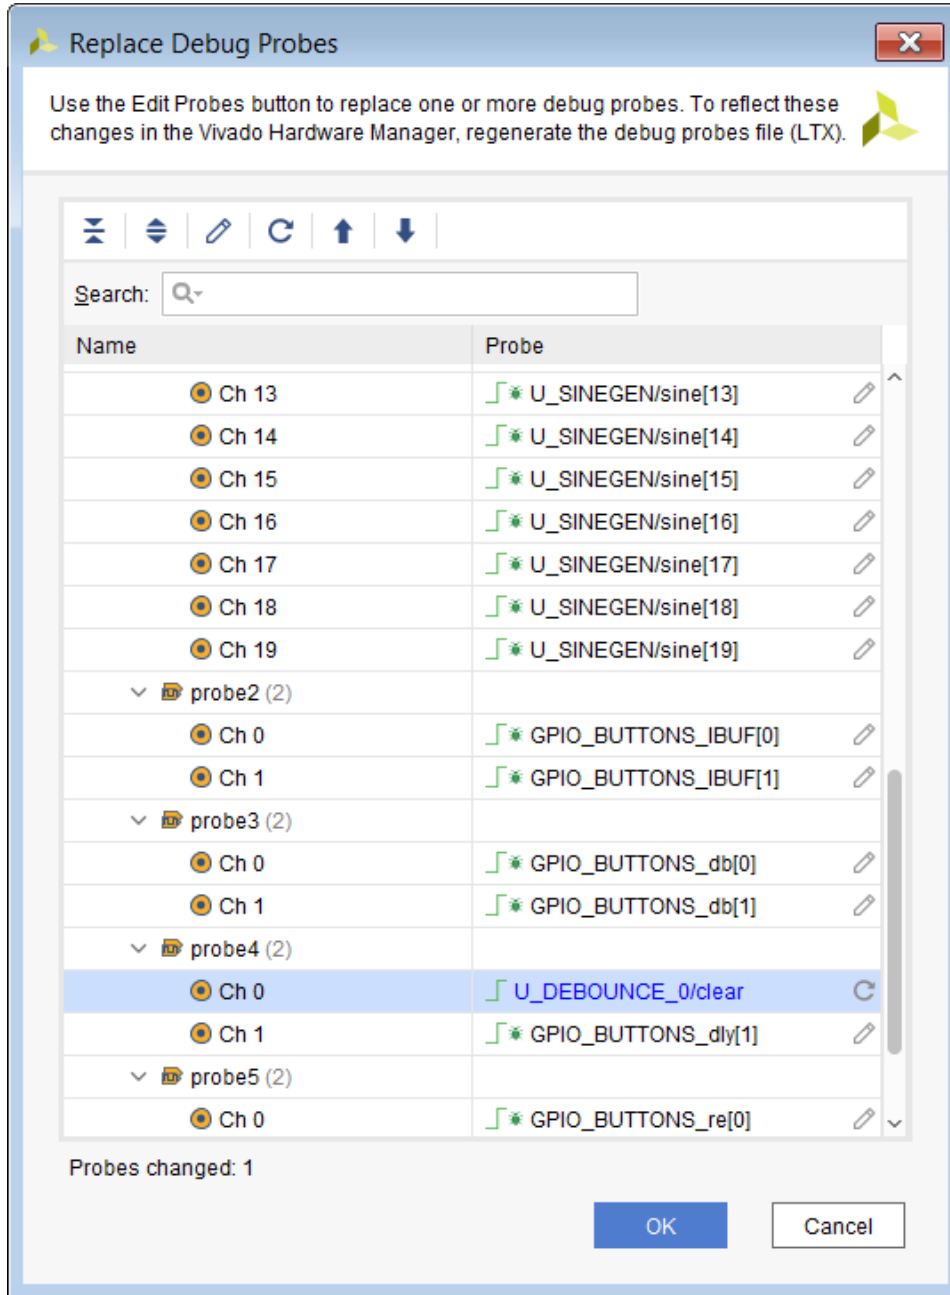 Replace Debug Probes
Use the Edit Probes button to replace one or more debug probes. To reflect these
changes in the Vivado Hardware Manager, regenerate the debug probes file (LTX).
Search:
Name Probe
Ch 13 U_SINEGEN/sine[13]
Ch 14 U_SINEGEN/sine[14]
Ch 15 U_SINEGEN/sine[15]
Ch 16 U_SINEGEN/sine[16]
Ch 17 U_SINEGEN/sine[17]
Ch 18 U_SINEGEN/sine[18]
Ch 19 U_SINEGEN/sine[19]
probe2 (2)
Ch 0 GPIO_BUTTONS_IBUF[0]
Ch 1 GPIO_BUTTONS_IBUF[1]
probe3 (2)
Ch 0 GPIO_BUTTONS_db[0]
Ch 1 GPIO_BUTTONS_db[1]
probe4 (2)
Ch 0 U_DEBOUNCE_0/clear
Ch 1 GPIO_BUTTONS_dly[1]
probe5 (2)
Ch 0 GPIO_BUTTONS_re[0]
Probes changed: 1
OK Cancel